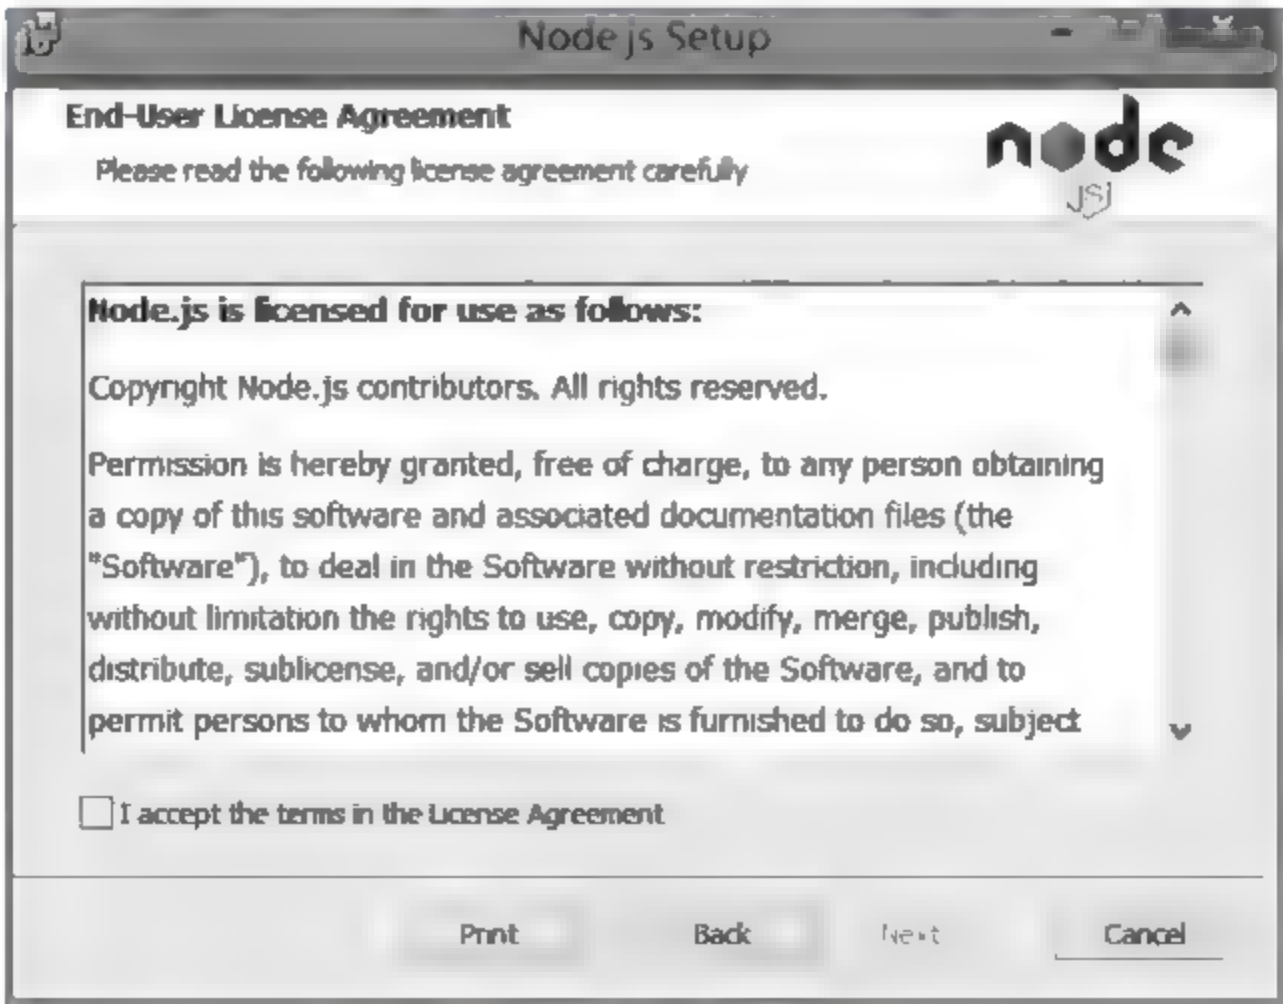 Node.js Setup
End-User License Agreement
Please read the following license agreement carefully
node
JS
Node.js is licensed for use as follows:
Copyright Node.js contributors. All rights reserved.
Permission is hereby granted, free of charge, to any person obtaining
a copy of this software and associated documentation files (the
"Software"), to deal in the Software without restriction, including
without limitation the rights to use, copy, modify, merge, publish,
distribute, sublicense, and/or sell copies of the Software, and to
permit persons to whom the Software is furnished to do so, subject
I accept the terms in the License Agreement
Print Back Next Cancel